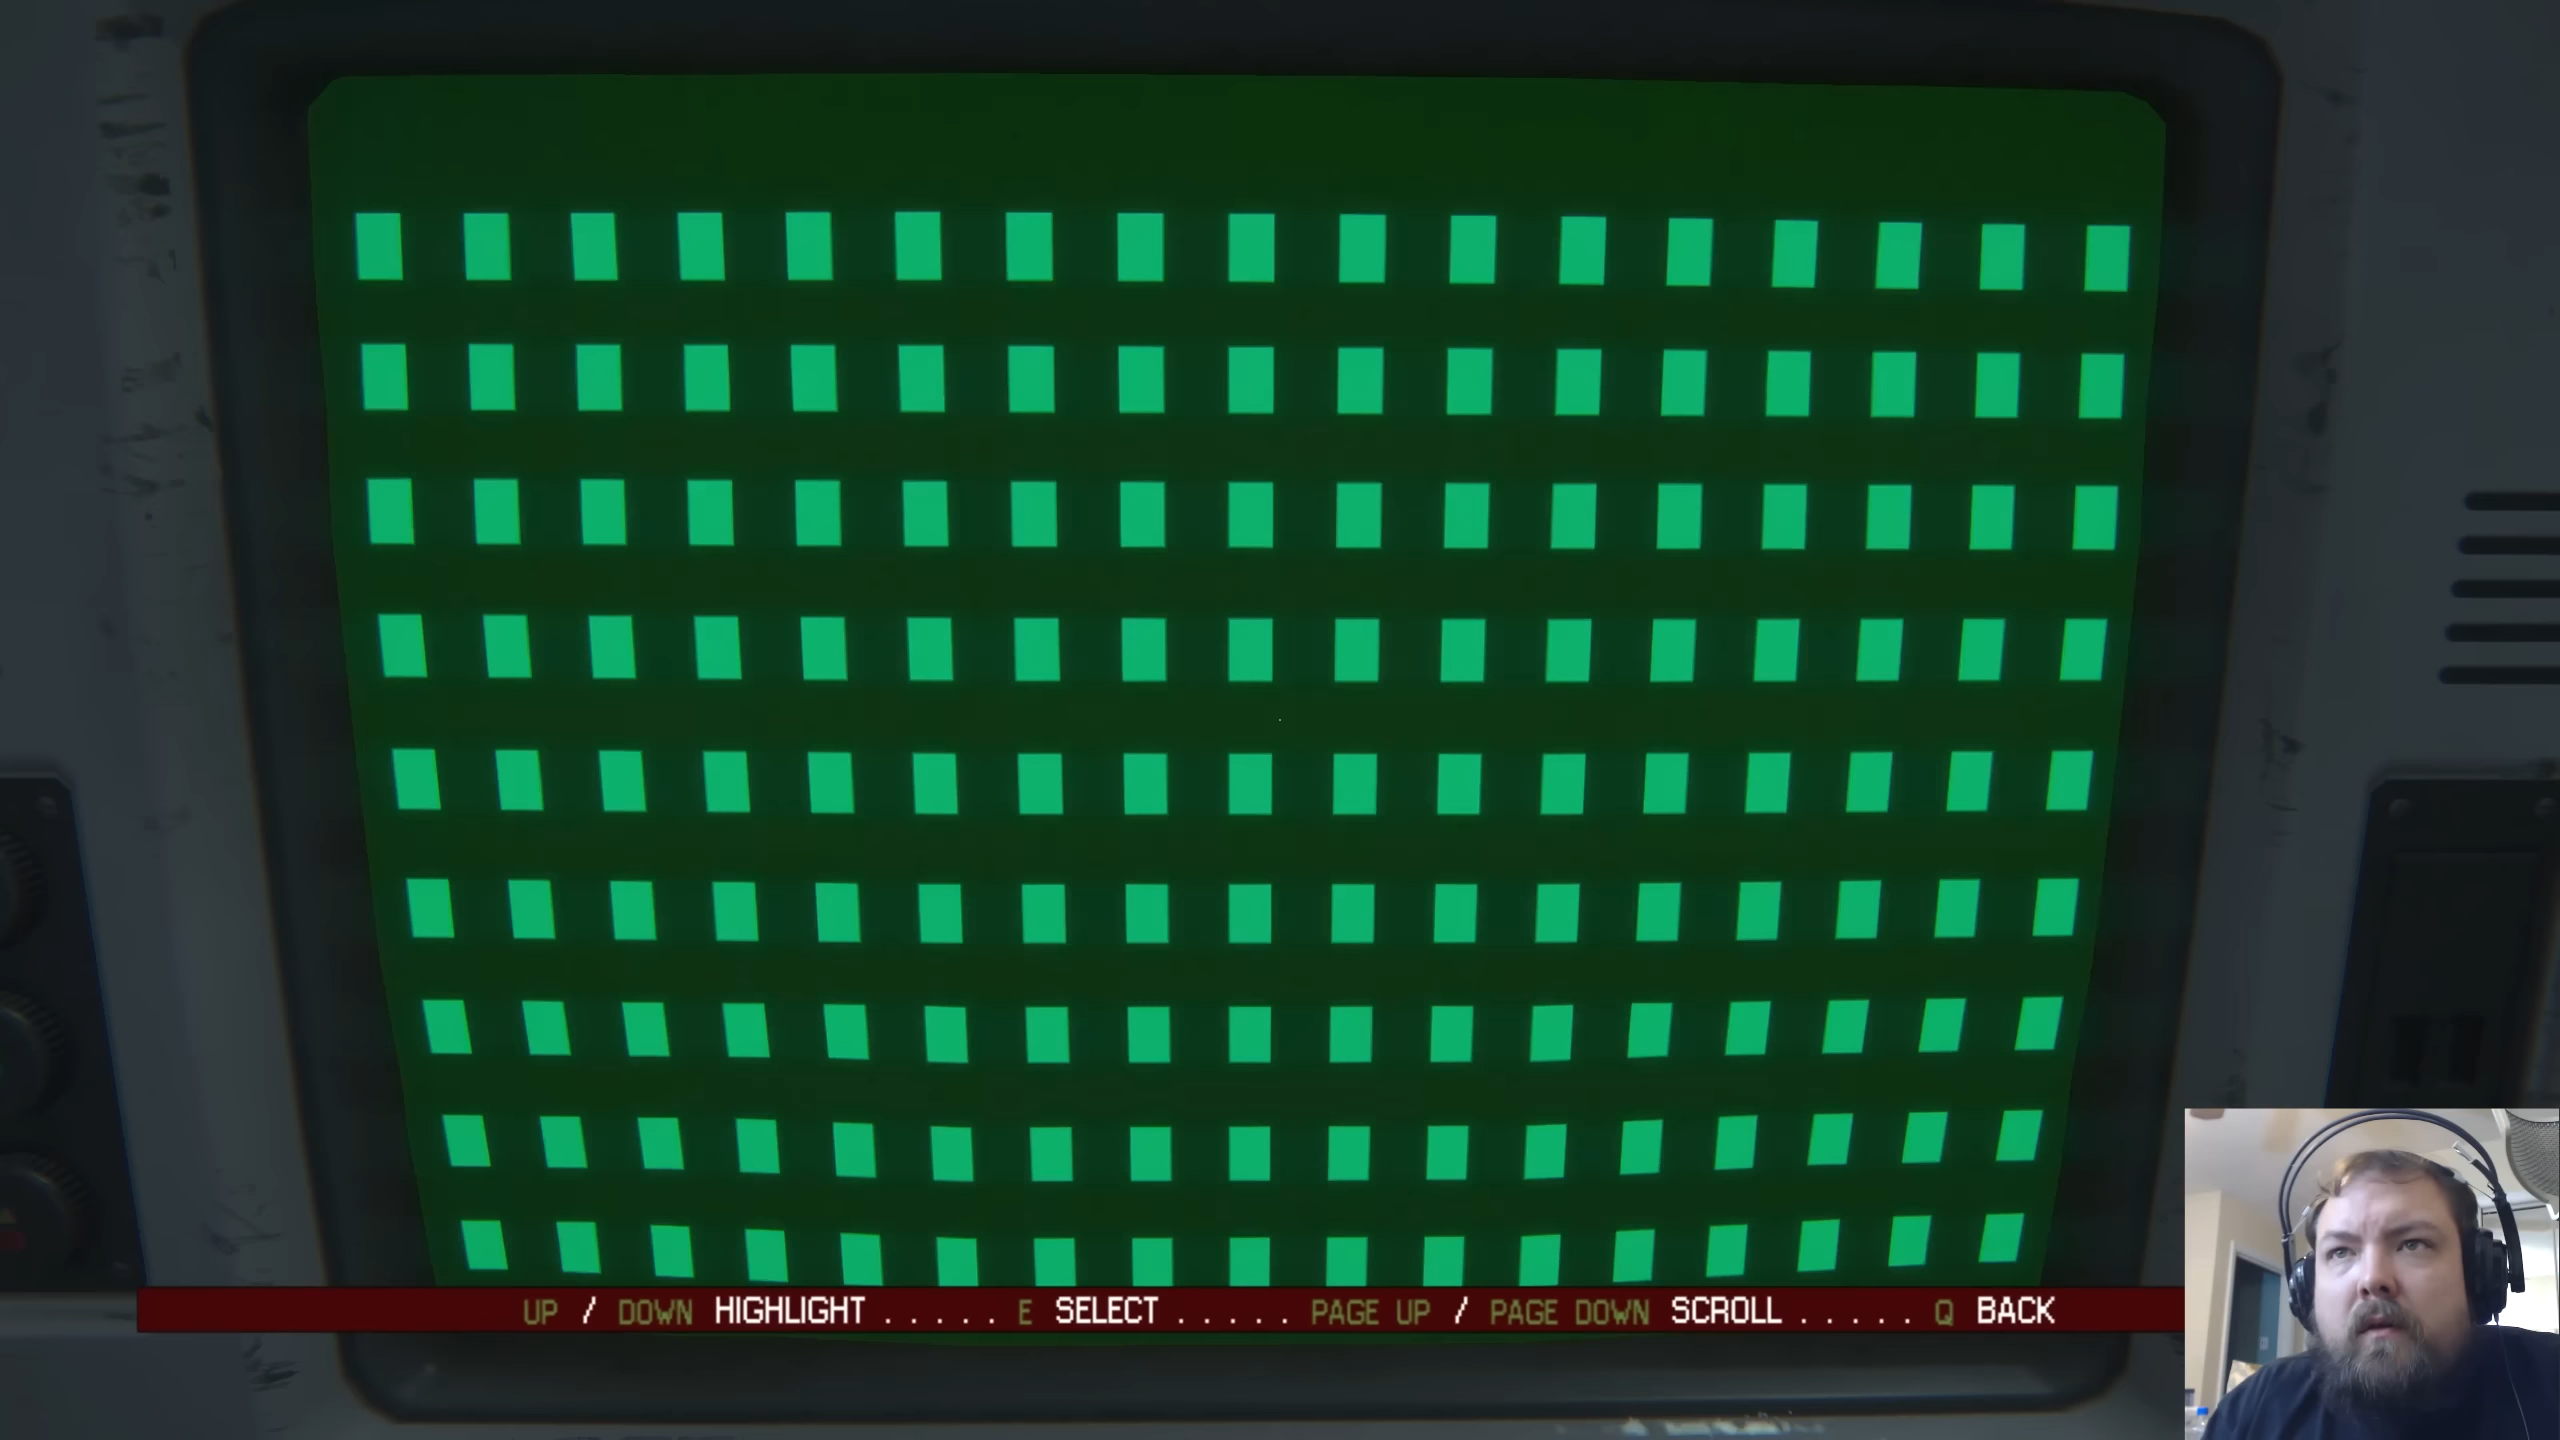 UP / DOWN HIGHLIGHT ..... E SELECT ..... PAGE UP / PAGE DOWN SCROLL ..... Q BACK